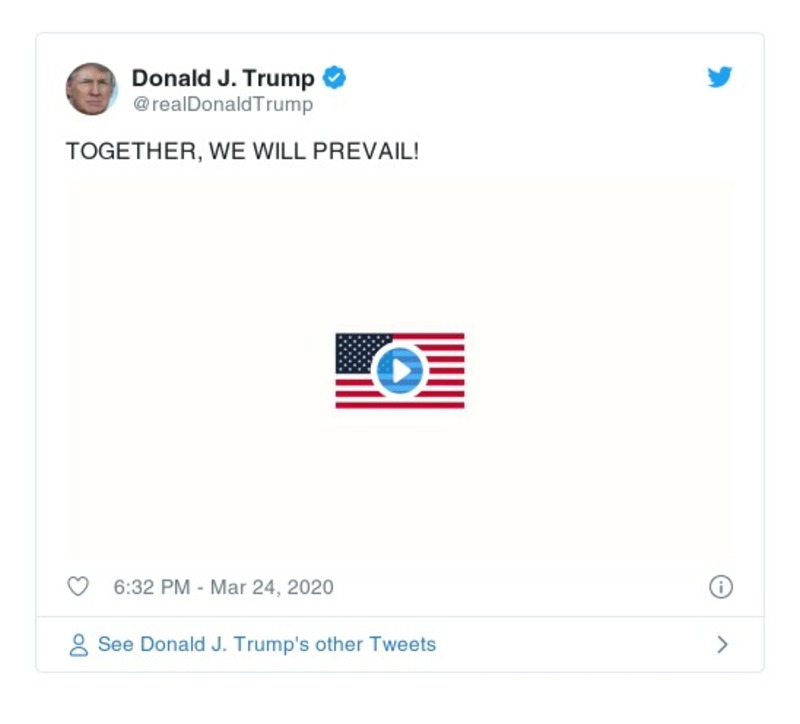 Donald J. Trump
@realDonaldTrump
TOGETHER, WE WILL PREVAIL!
6:32 PM - Mar 24, 2020
See Donald J. Trump's other Tweets